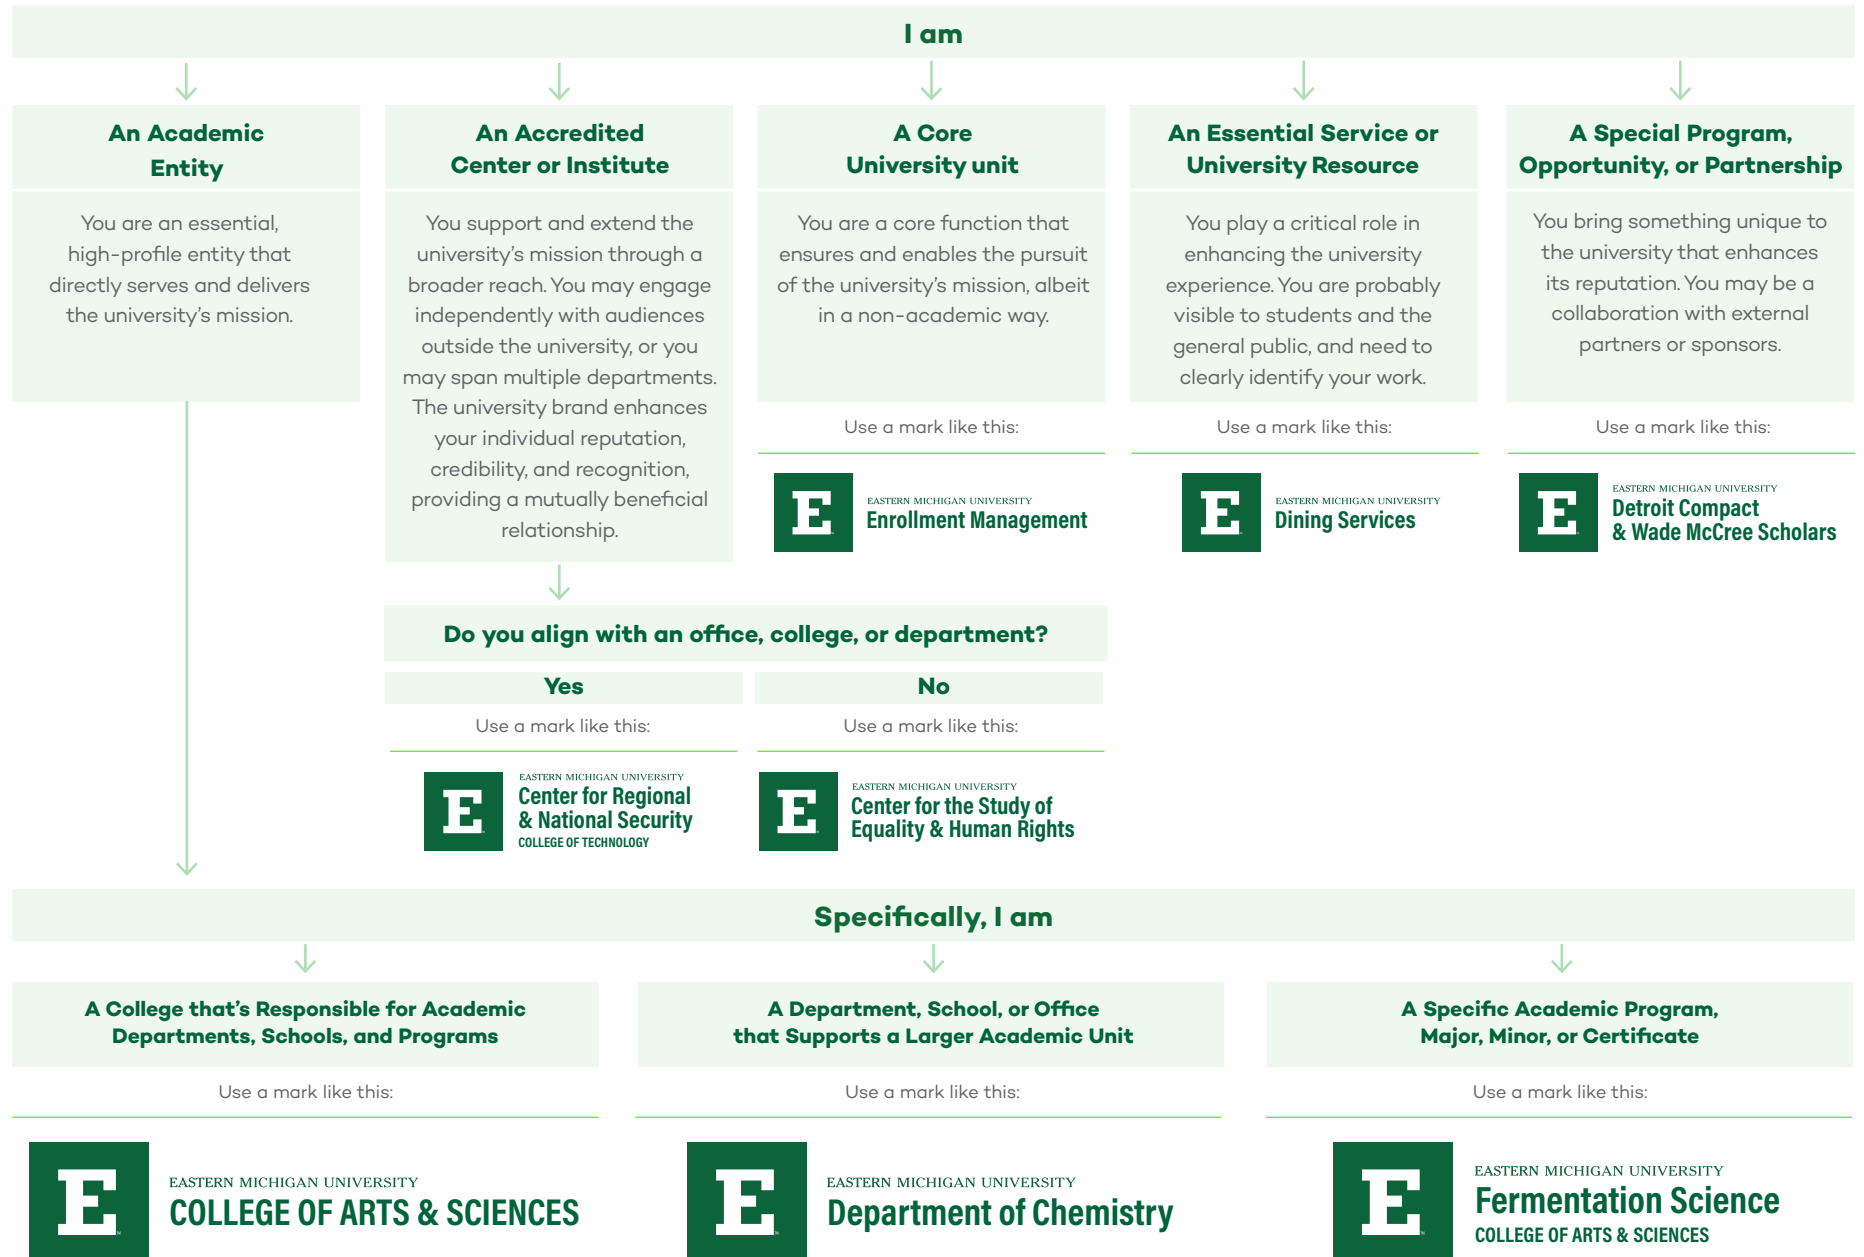 I am
An Academic
Entity
You are an essential,
high-profile entity that
directly serves and delivers
the university's mission.
An Accredited
Center or Institute
You support and extend the
university's mission through a
broader reach. You may engage
independently with audiences
outside the university, or you
may span multiple departments.
The university brand enhances
your individual reputation,
credibility, and recognition,
providing a mutually beneficial
relationship.
A Core
University unit
You are a core function that
ensures and enables the pursuit
of the university's mission, albeit
in a non-academic way.
Use a mark like this:
E
EASTERN MICHIGAN UNIVERSITY
Enrollment Management
An Essential Service or
University Resource
You play a critical role in
enhancing the university
experience. You are probably
visible to students and the
general public, and need to
clearly identify your work.
Use a mark like this:
E
EASTERN MICHIGAN UNIVERSITY
Dining Services
A Special Program,
Opportunity, or Partnership
You bring something unique to
the university that enhances
its reputation. You may be a
collaboration with external
partners or sponsors.
Use a mark like this:
E
EASTERN MICHIGAN UNIVERSITY
Detroit Compact
& Wade McCree Scholars
Do you align with an office, college, or department?
Yes
Use a mark like this:
E
EASTERN MICHIGAN UNIVERSITY
Center for Regional
& National Security
COLLEGE OF TECHNOLOGY
No
Use a mark like this:
E
EASTERN MICHIGAN UNIVERSITY
Center for the Study of
Equality & Human Rights
Specifically, I am
A College that's Responsible for Academic
Departments, Schools, and Programs
Use a mark like this:
E
EASTERN MICHIGAN UNIVERSITY
COLLEGE OF ARTS & SCIENCES
A Department, School, or Office
that Supports a Larger Academic Unit
Use a mark like this:
E
EASTERN MICHIGAN UNIVERSITY
Department of Chemistry
A Specific Academic Program,
Major, Minor, or Certificate
Use a mark like this:
E
EASTERN MICHIGAN UNIVERSITY
Fermentation Science
COLLEGE OF ARTS & SCIENCES